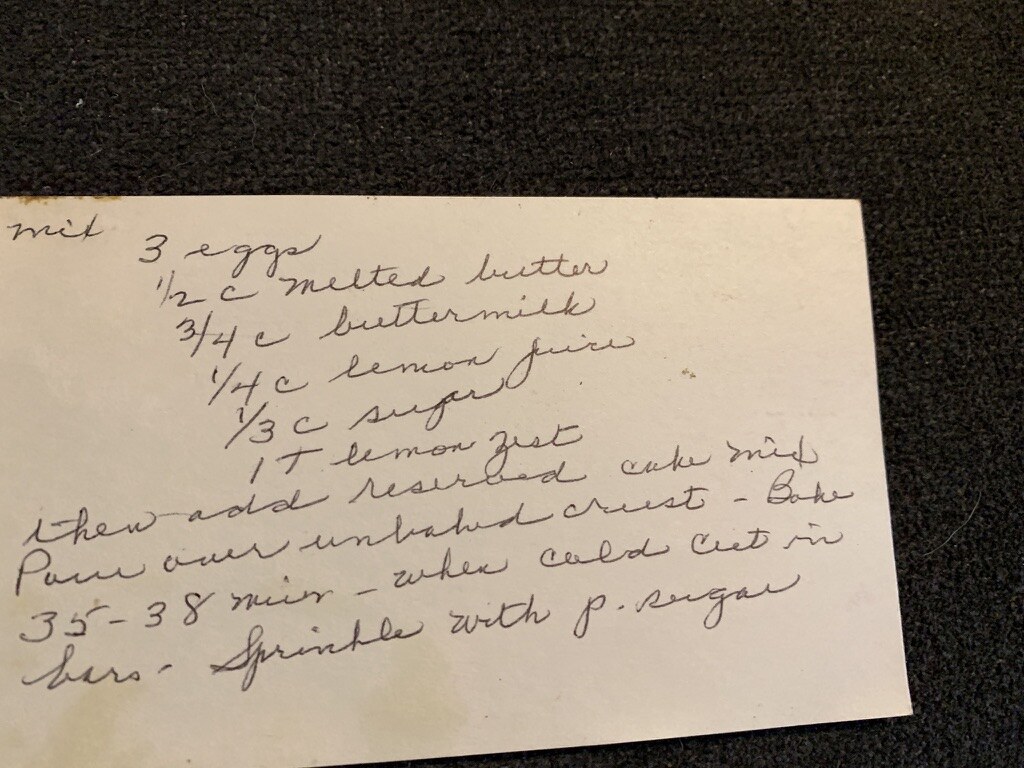 mix
3 eggs
1/2 c melted butter
3/4 c buttermilk
1/4 c lemon juice
1/3 c sugar
1 T lemon zest
then add reserved cake mix
Pour over unbaked crust - Bake
35-38 min - when cold cut in
bars - Sprinkle with p. sugar